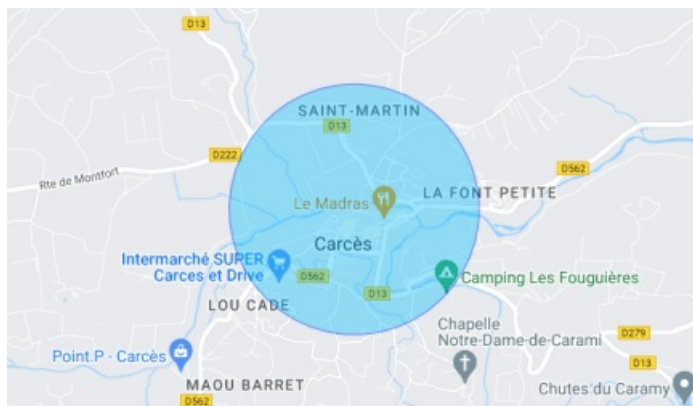 D13
SAINT-MARTIN
D13
D222
D562
Rte de Montfort
LA FONT PETITE
Le Madras
Carcès
Intermarché SUPER
Carces et Drive
D562
Camping Les Fouguières
D13
LOU CADE
Chapelle
Notre-Dame-de-Carami
D279
Point.P - Carcès
D13
MAOU BARRET
Chutes du Caramy
D562